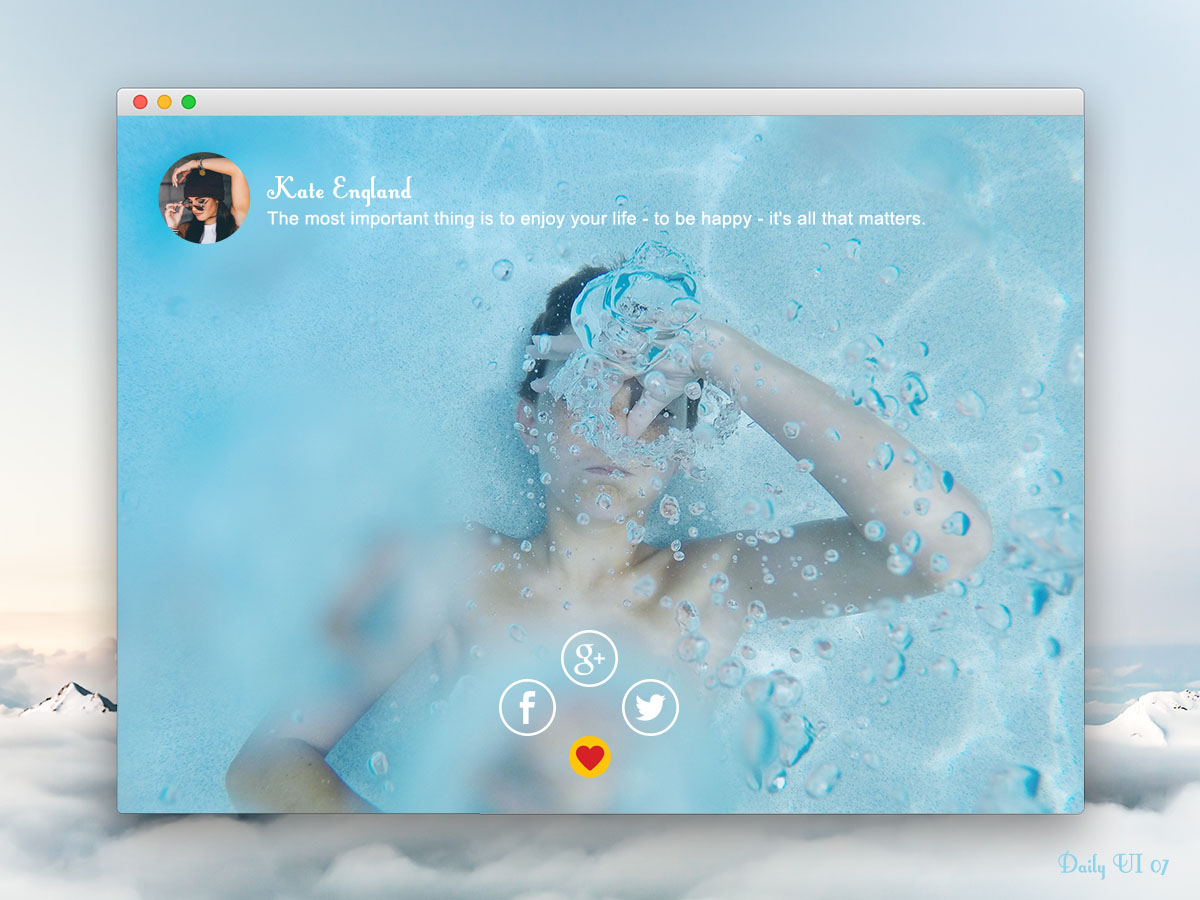 Kate England
The most important thing is to enjoy your life - to be happy - it's all that matters.
g+
f
Daily UI 07